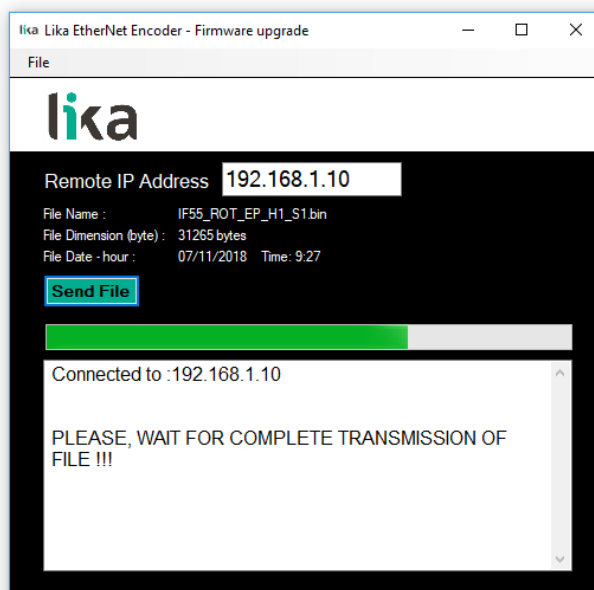 lika Lika EtherNet Encoder - Firmware upgrade
File
lika
Remote IP Address 192.168.1.10
File Name : IF55_ROT_EP_H1_S1.bin
File Dimension (byte) : 31265 bytes
File Date - hour : 07/11/2018 Time: 9:27
Send File
Connected to :192.168.1.10
PLEASE, WAIT FOR COMPLETE TRANSMISSION OF
FILE !!!